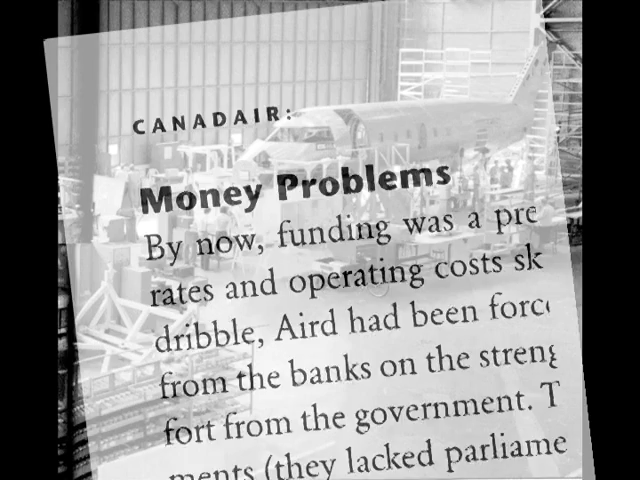 CANADAIR:
Money Problems
By now, funding was a pre
rates and operating costs sk
dribble, Aird had been forc
from the banks on the streng
fort from the government. T
ments (they lacked parliame